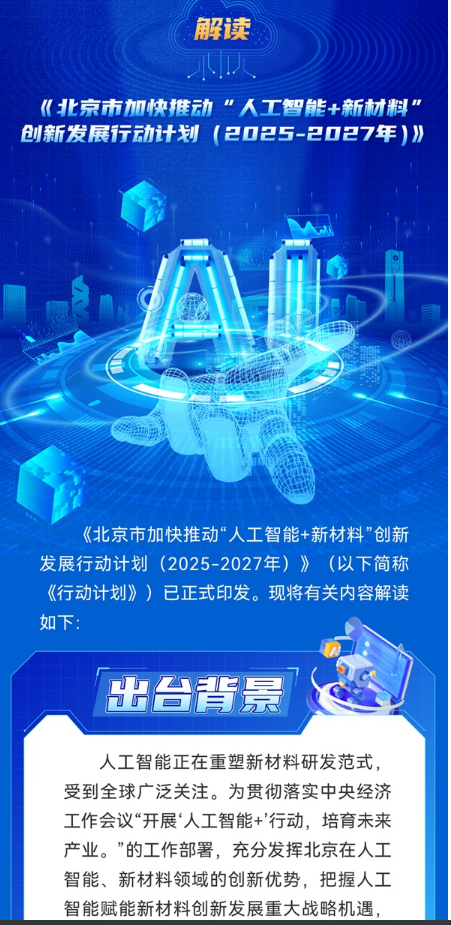 解读
《北京市加快推动“人工智能+新材料”
创新发展行动计划（2025-2027年）》
AI
《北京市加快推动“人工智能+新材料”创新
发展行动计划（2025-2027年）》（以下简称
《行动计划》）已正式印发。现将有关内容解读
如下：
出台背景
人工智能正在重塑新材料研发范式，
受到全球广泛关注。为贯彻落实中央经济
工作会议“开展‘人工智能+’行动，培育未来
产业。”的工作部署，充分发挥北京在人工
智能、新材料领域的创新优势，把握人工
智能赋能新材料创新发展重大战略机遇，